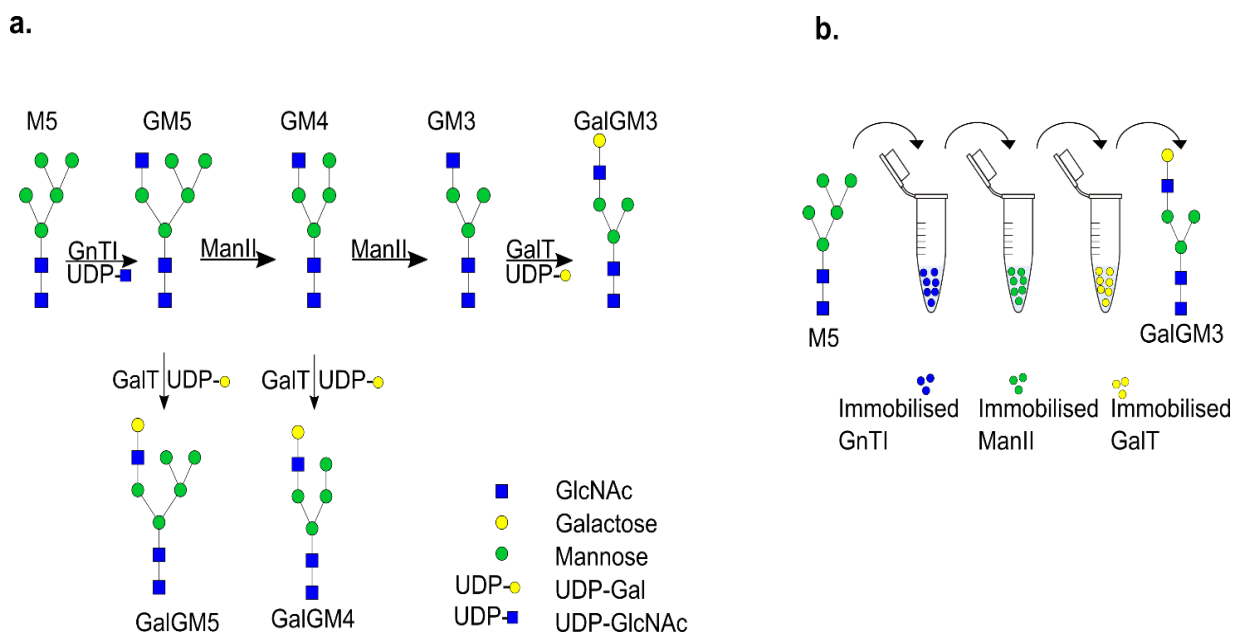 a.
M5
GM5
GM4
GM3
GalGM3
GnTI
UDP-
ManII
ManII
GalT
UDP-
GalT UDP-
GalT UDP-
GalGM5
GalGM4
GlcNAc
Galactose
Mannose
UDP- UDP-Gal
UDP- UDP-GlcNAc
b.
M5
GalGM3
Immobilised
GnTI
Immobilised
ManII
Immobilised
GalT